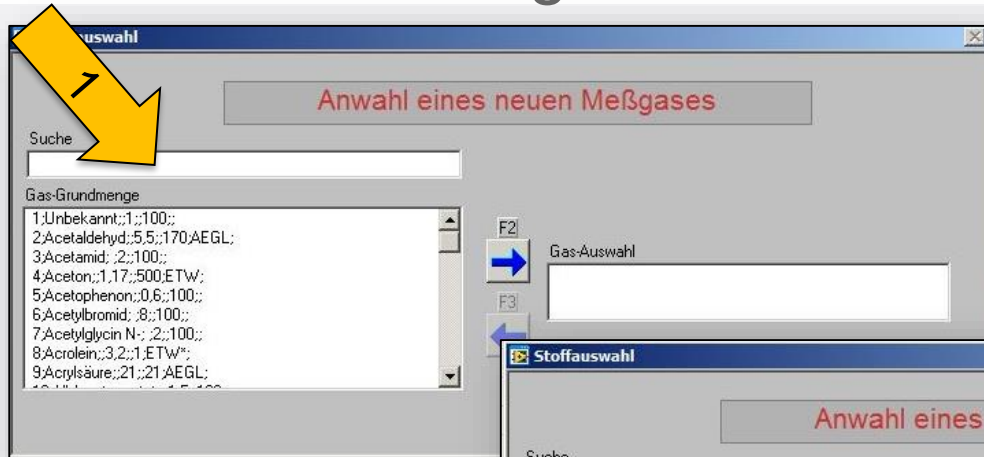 uswahl
Anwahl eines neuen Meßgases
1
Suche
Gas-Grundmenge
1;Unbekannt;;1;;100;;
2;Acetaldehyd;;5,5;;170;AEGL;
3;Acetamid; ;2;;100;;
4;Aceton;;1,17;;500;ETW;
5;Acetophenon;;0,6;;100;;
6;Acetylbromid; ;8;;100;;
7;Acetylglycin N-; ;2;;100;;
8;Acrolein;;3,2;;1;ETW*;
9;Acrylsäure;;21;;21;AEGL;
F2
Gas-Auswahl
F3
Stoffauswahl
Anwahl eines
Suche